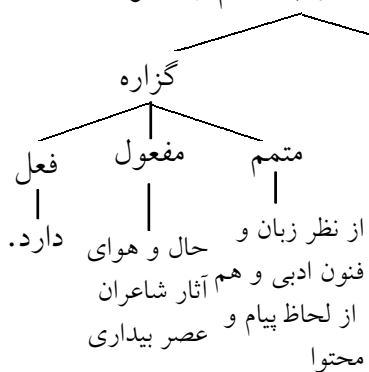 گزاره
متمم
مفعول
فعل
از نظر زبان و
فنون ادبی و هم
از لحاظ پیام و
محتوا
حال و هوای
آثار شاعران
عصر بیداری
دارد.